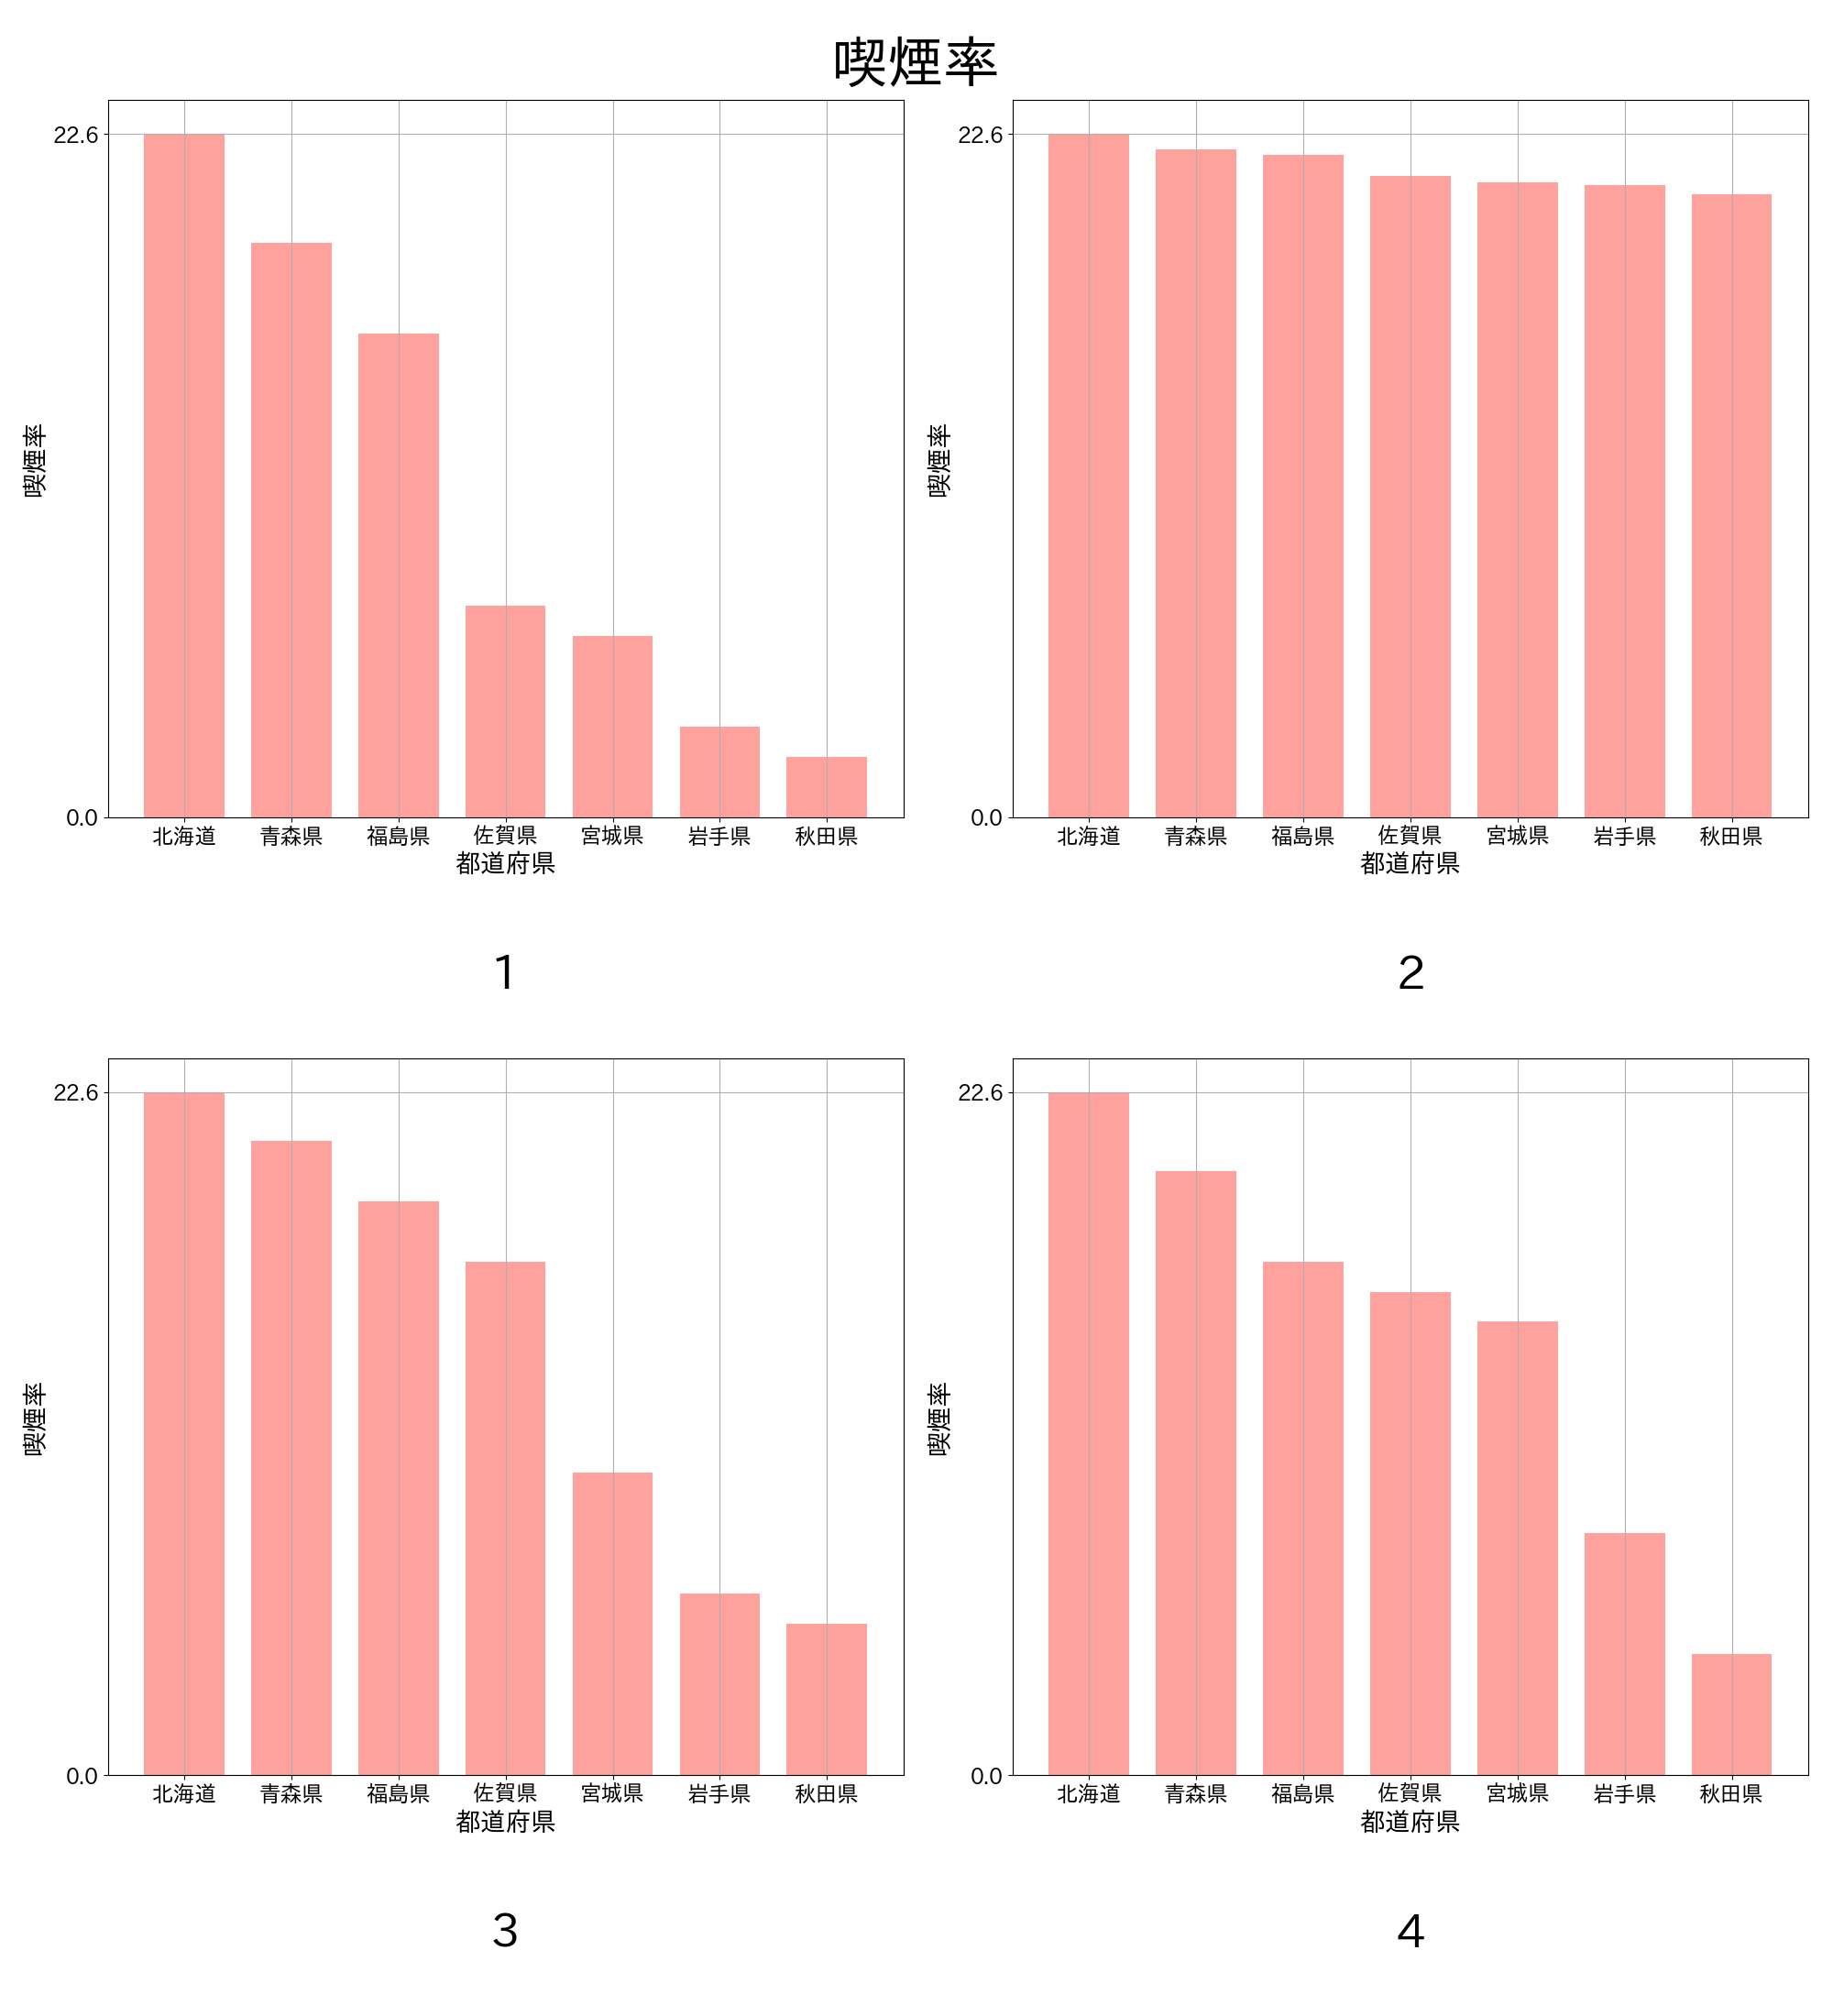 喫煙率
22.6
0.0
喫煙率
北海道 青森県 福島県 佐賀県 宮城県 岩手県 秋田県
都道府県
1
22.6
0.0
喫煙率
北海道 青森県 福島県 佐賀県 宮城県 岩手県 秋田県
都道府県
2
22.6
0.0
喫煙率
北海道 青森県 福島県 佐賀県 宮城県 岩手県 秋田県
都道府県
3
22.6
0.0
喫煙率
北海道 青森県 福島県 佐賀県 宮城県 岩手県 秋田県
都道府県
4